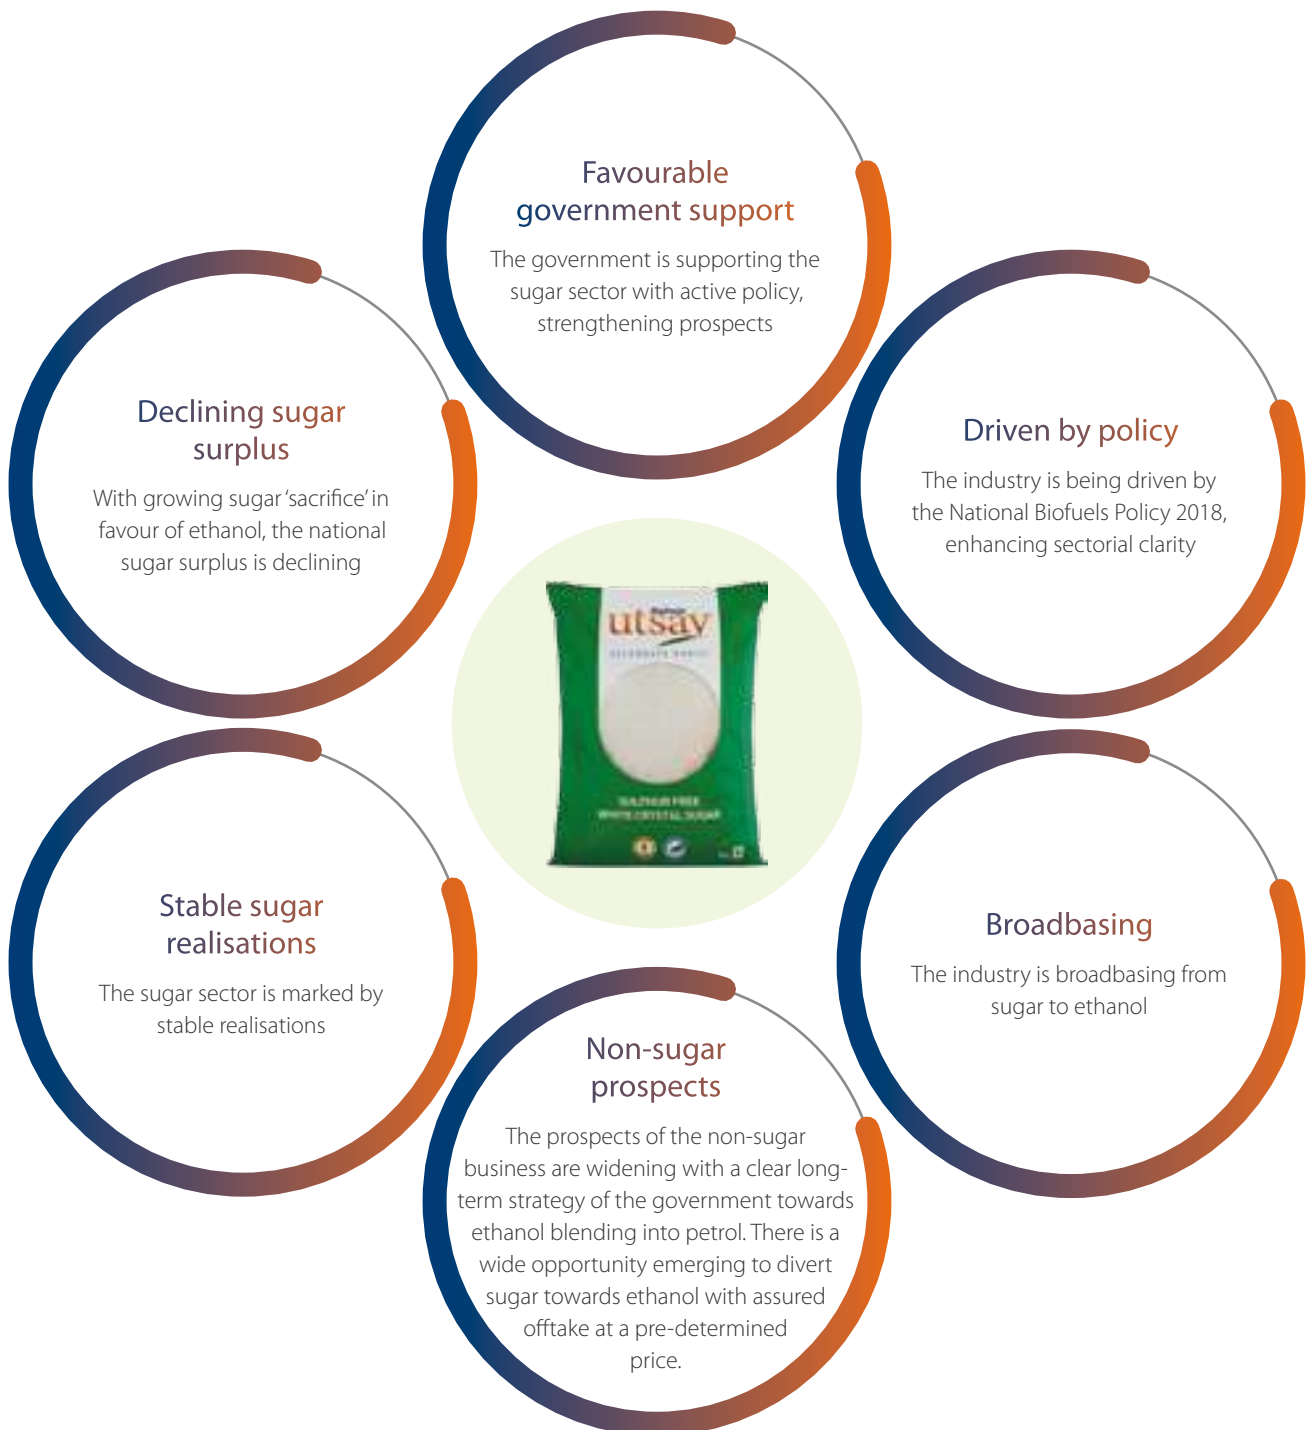 Favourable
government support
The government is supporting the
sugar sector with active policy,
strengthening prospects
Declining sugar
surplus
With growing sugar ‘sacrifice’ in
favour of ethanol, the national
sugar surplus is declining
Driven by policy
The industry is being driven by
the National Biofuels Policy 2018,
enhancing sectorial clarity
utsav
SULPHUR FREE
WHITE CRYSTAL SUGAR
Stable sugar
realisations
The sugar sector is marked by
stable realisations
Broadbasing
The industry is broadbasing from
sugar to ethanol
Non-sugar
prospects
The prospects of the non-sugar
business are widening with a clear long-
term strategy of the government towards
ethanol blending into petrol. There is a
wide opportunity emerging to divert
sugar towards ethanol with assured
offtake at a pre-determined
price.